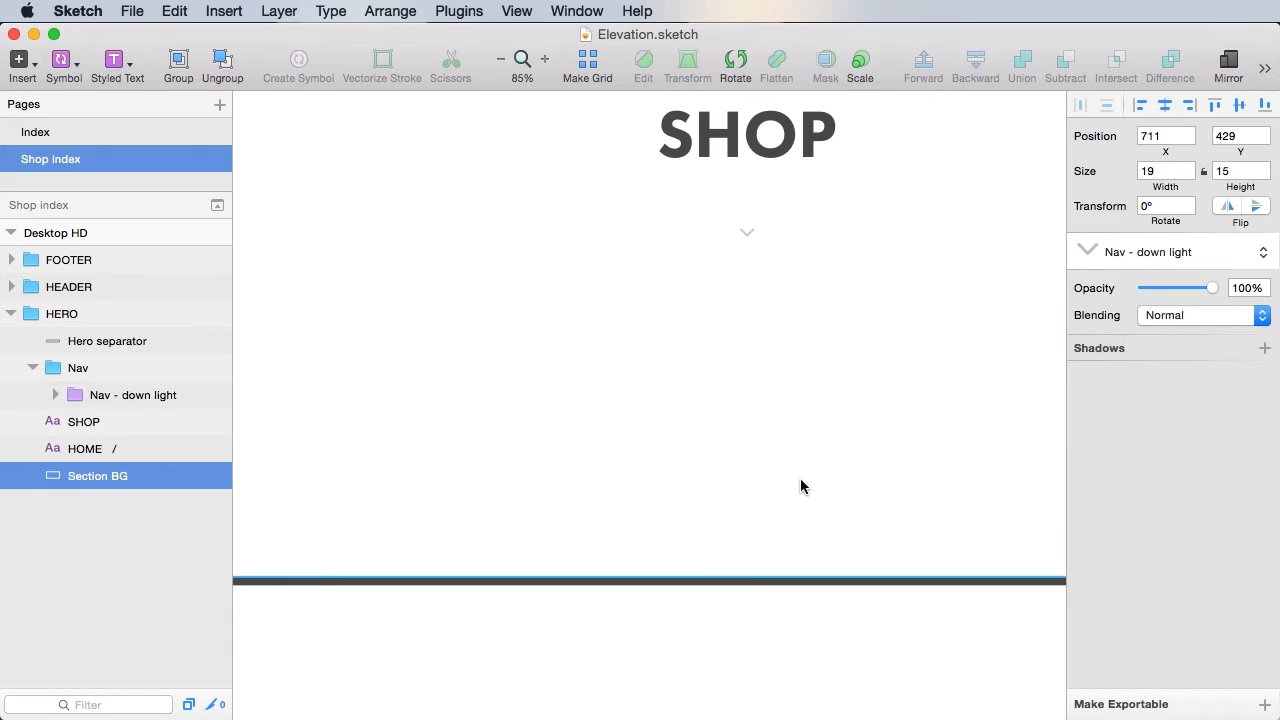 Sketch File Edit Insert Layer Type Arrange Plugins View Window Help
Elevation.sketch
Insert Symbol Styled Text Group Ungroup Create Symbol Vectorize Stroke Scissors 85% Make Grid Edit Transform Rotate Flatten Mask Scale Forward Backward Union Subtract Intersect Difference Mirror
Pages
Index
Shop index
Shop index
Desktop HD
FOOTER
HEADER
HERO
Hero separator
Nav
Nav - down light
Aa SHOP
Aa HOME /
Section BG
Filter 0
SHOP
Position 711 429
X Y
Size 19 15
Width Height
Transform 0º
Rotate Flip
Nav - down light
Opacity 100%
Blending Normal
Shadows
Make Exportable